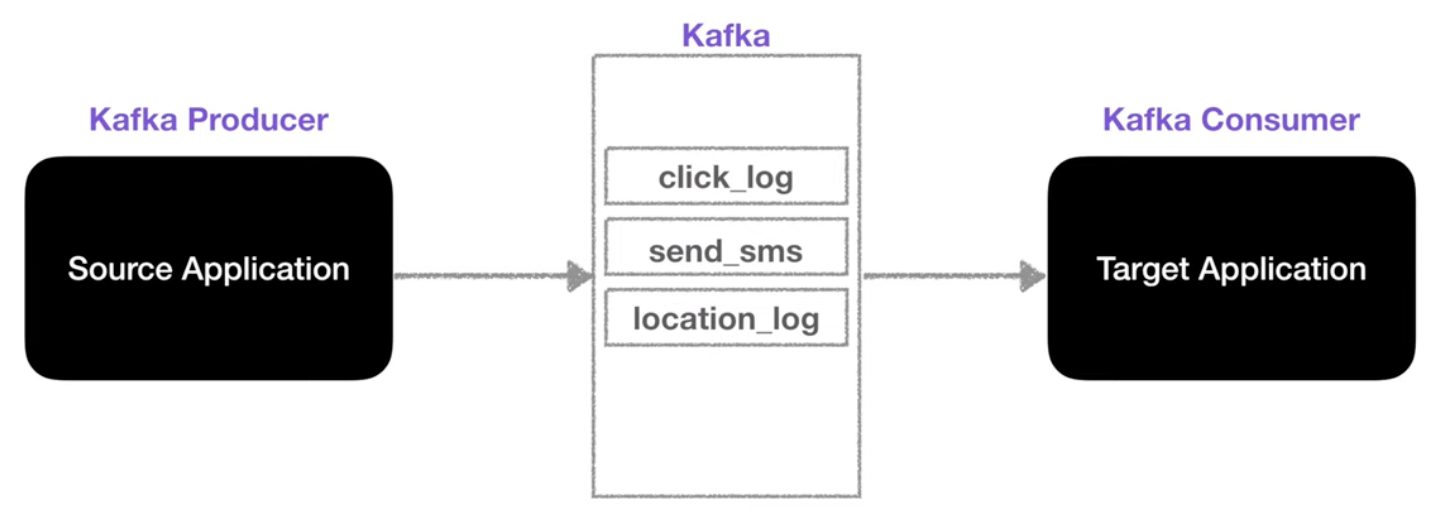 Kafka
Kafka Producer
Kafka Consumer
Source Application
click_log
send_sms
location_log
Target Application